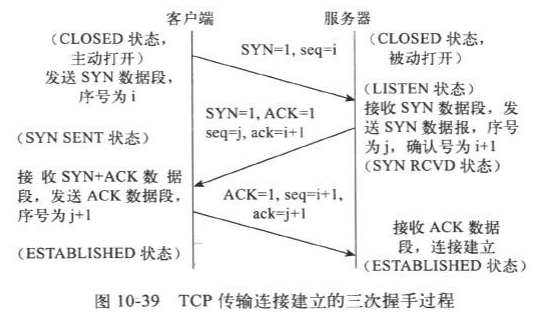 客户端
服务器
（CLOSED 状态，
主动打开）
发送 SYN 数据段，
序号为 i
SYN=1, seq=i
（CLOSED 状态，
被动打开）
（LISTEN 状态）
接收 SYN 数据段，发
送 SYN 数据报，序号
为 j，确认号为 i+1
（SYN RCVD 状态）
SYN=1, ACK=1
seq=j, ack=i+1
（SYN SENT 状态）
接 收 SYN+ACK 数 据
段，发送 ACK 数据段，
序号为 j+1
（ESTABLISHED 状态）
ACK=1, seq=i+1,
ack=j+1
接收 ACK 数据
段，连接建立
（ESTABLISHED 状态）
图 10-39 TCP 传输连接建立的三次握手过程